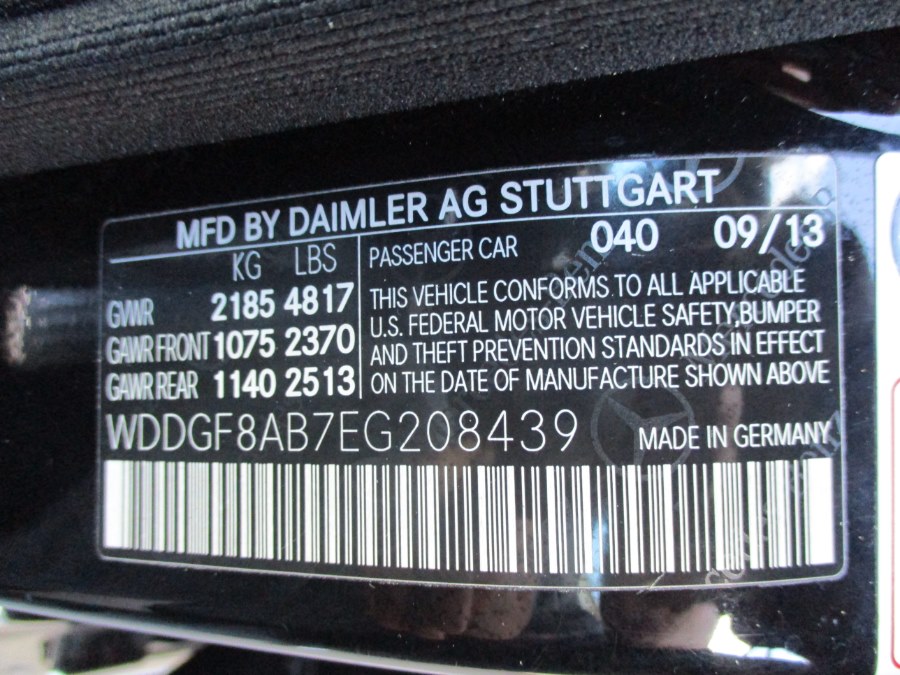 MFD BY DAIMLER AG STUTTGART
KG LBS
GVWR 2185 4817
GAWR FRONT 1075 2370
GAWR REAR 1140 2513
PASSENGER CAR 040 09/13
THIS VEHICLE CONFORMS TO ALL APPLICABLE
U.S. FEDERAL MOTOR VEHICLE SAFETY,BUMPER
AND THEFT PREVENTION STANDARDS IN EFFECT
ON THE DATE OF MANUFACTURE SHOWN ABOVE
WDDGF8AB7EG208439 MADE IN GERMANY